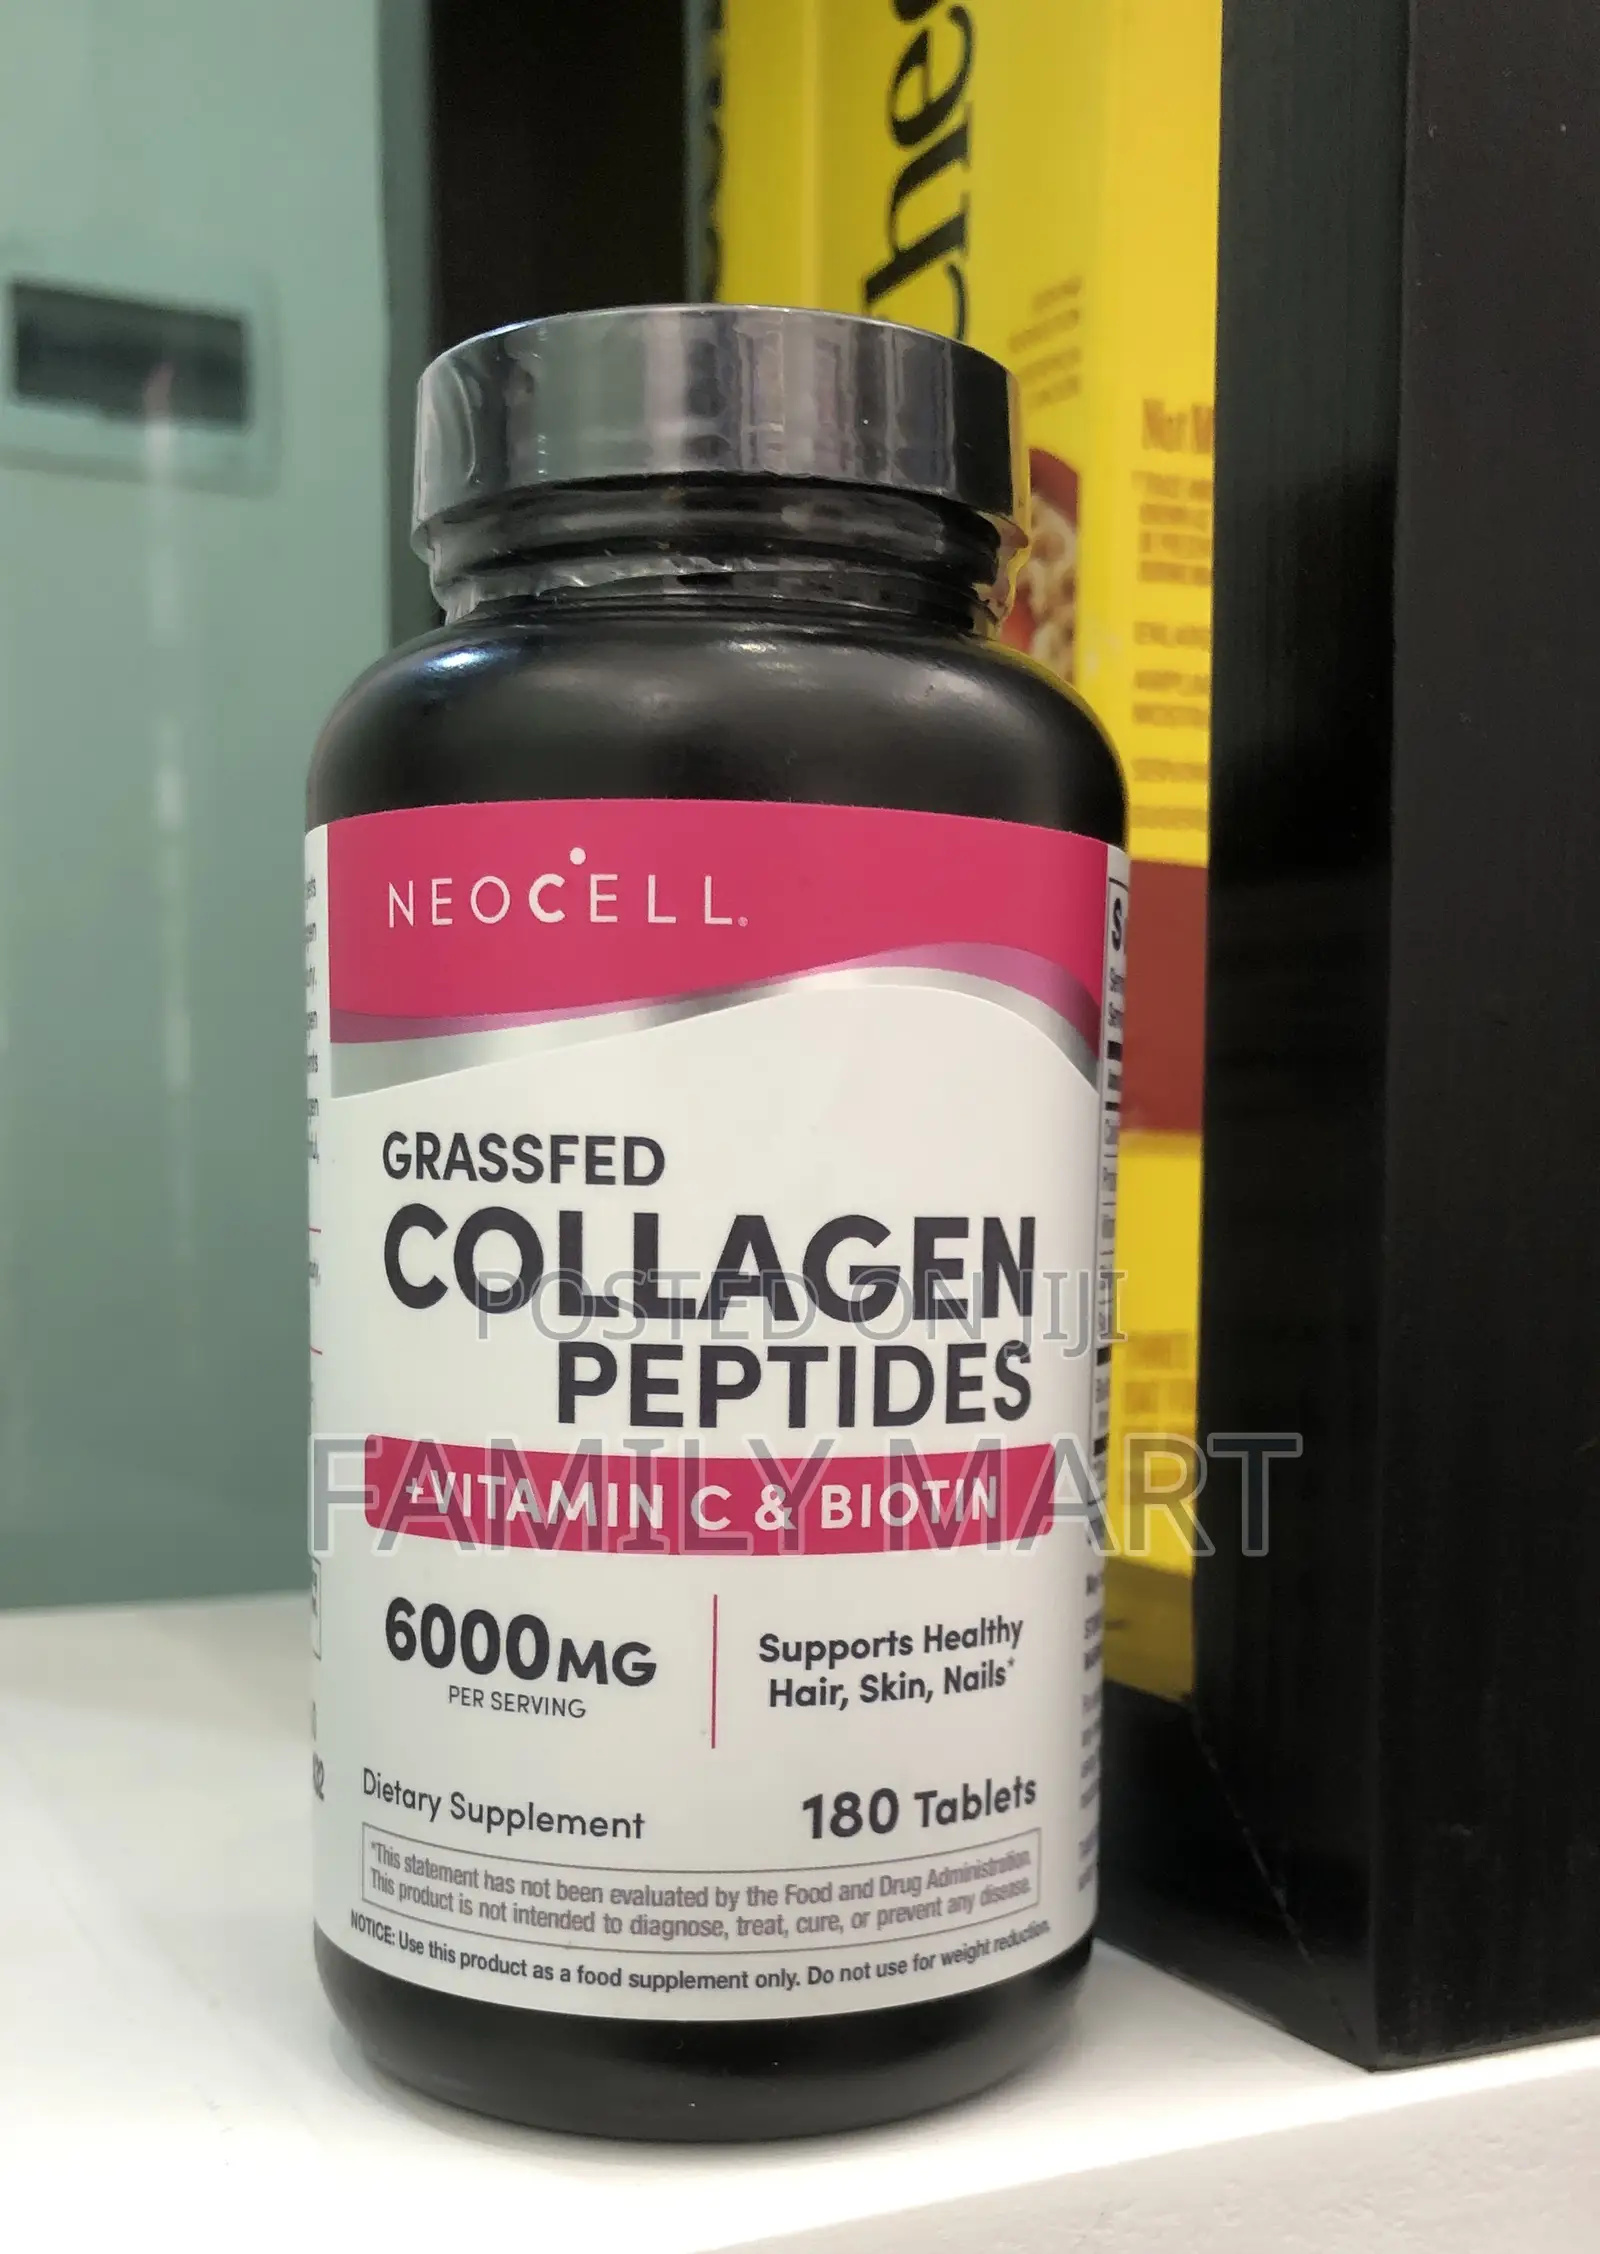 Chee
Nor M
NEOCELL®
GRASSFED
COLLAGEN
PEPTIDES
POSTED ON JIJI
+VITAMIN C & BIOTIN
FAMILY MART
6000MG
PER SERVING
Supports Healthy
Hair, Skin, Nails*
Dietary Supplement
180 Tablets
*This statement has not been evaluated by the Food and Drug Administration.
This product is not intended to diagnose, treat, cure, or prevent any disease.
NOTICE: Use this product as a food supplement only. Do not use for weight reduction.